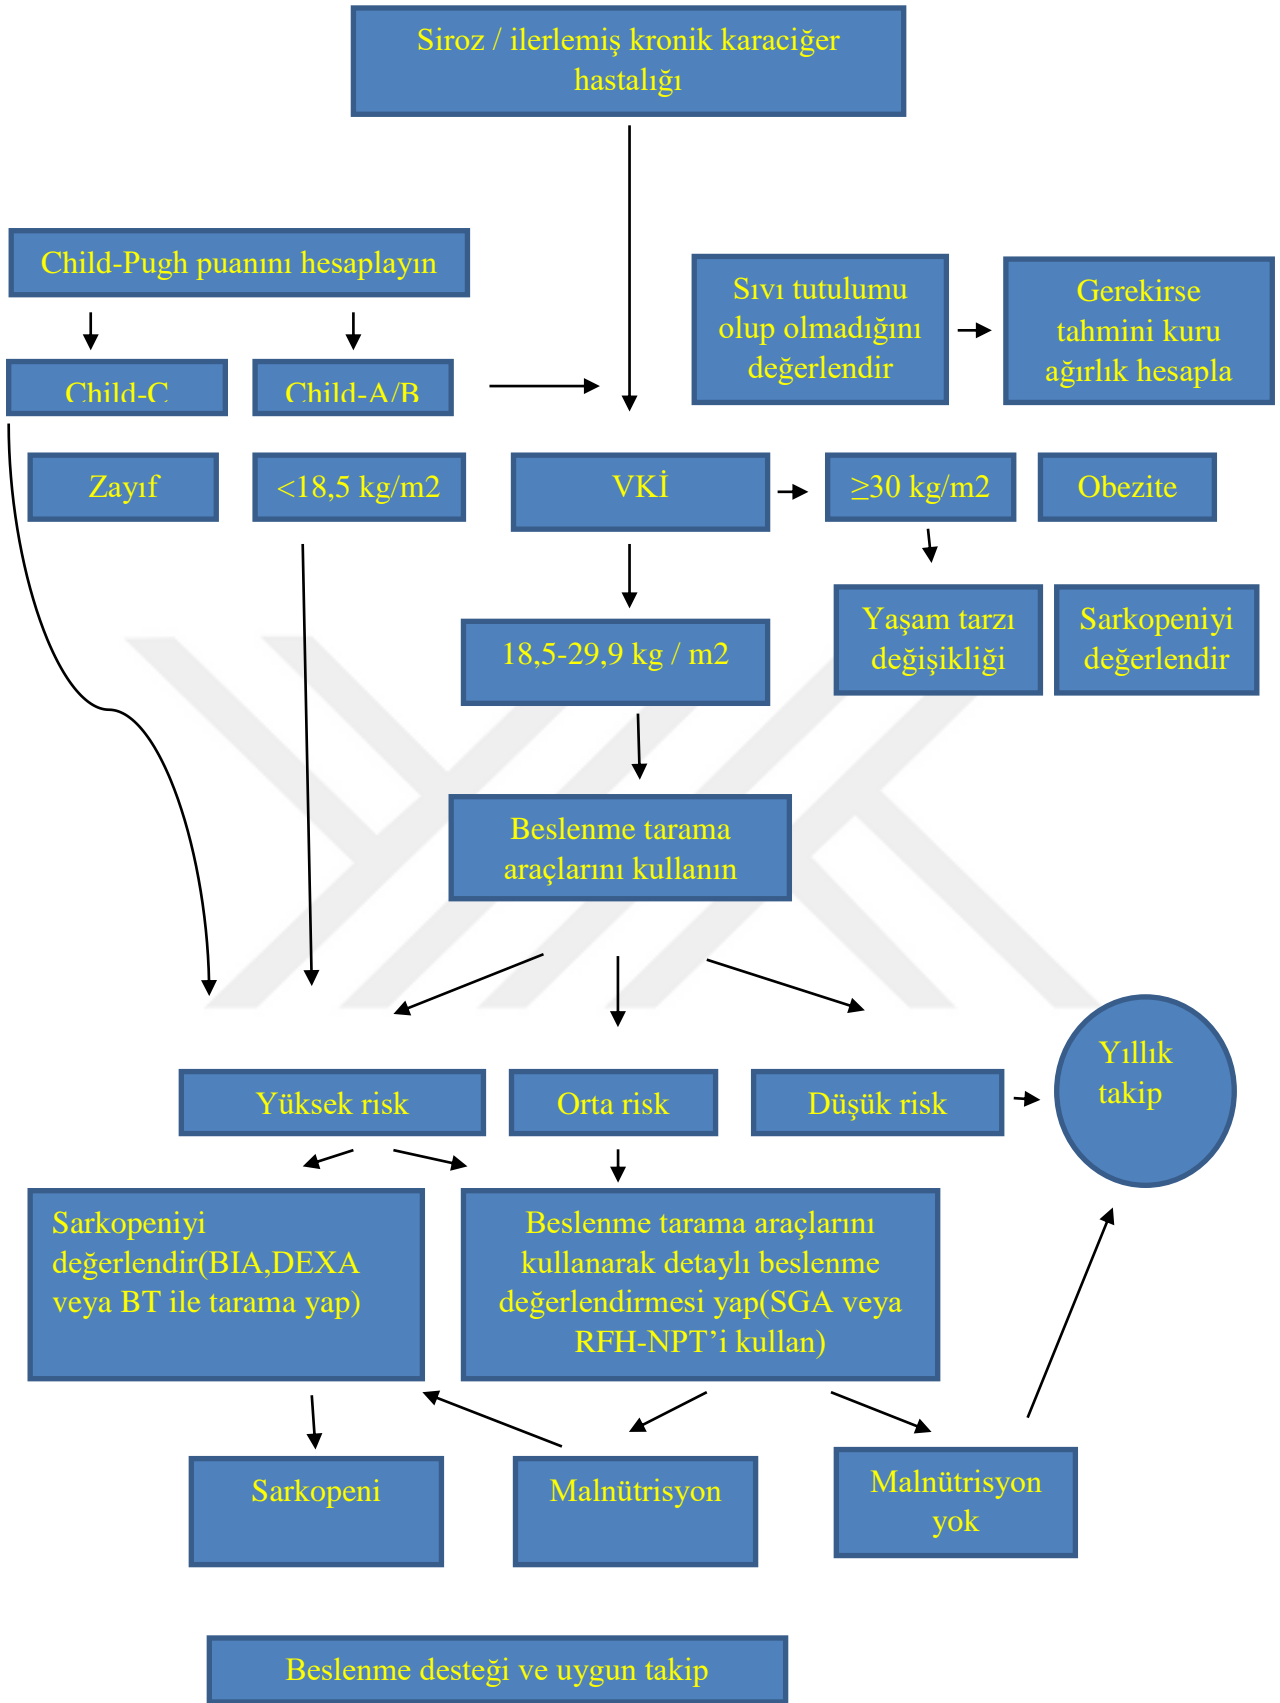 Siroz / ilerlemiş kronik karaciğer
hastalığı
Child-Pugh puanını hesaplayın
Sıvı tutulumu
olup olmadığını
değerlendir
Gerekirse
tahmini kuru
ağırlık hesapla
Child-C
Child-A/B
Zayıf
<18,5 kg/m2
VKİ
≥30 kg/m2
Obezite
18,5-29,9 kg / m2
Yaşam tarzı
değişikliği
Sarkopeniyi
değerlendir
Beslenme tarama
araçlarını kullanın
Yıllık
takip
Yüksek risk
Orta risk
Düşük risk
Sarkopeniyi
değerlendir(BIA,DEXA
veya BT ile tarama yap)
Beslenme tarama araçlarını
kullanarak detaylı beslenme
değerlendirmesi yap(SGA veya
RFH-NPT’i kullan)
Sarkopeni
Malnütrisyon
Malnütrisyon
yok
Beslenme desteği ve uygun takip